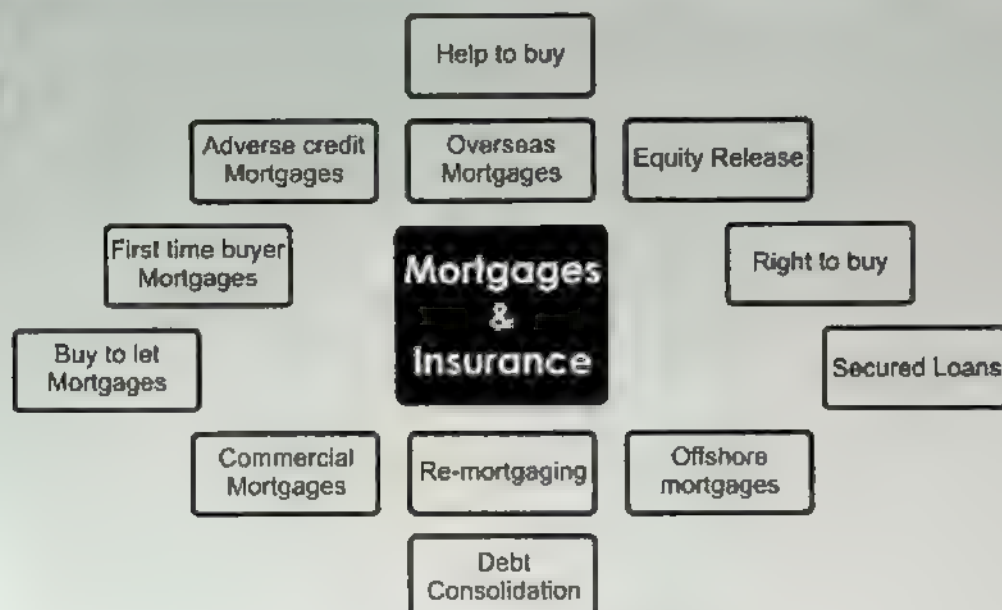 Help to buy
Adverse credit
Mortgages
Overseas
Mortgages
Equity Release
First time buyer
Mortgages
Mortgages
&
Insurance
Right to buy
Buy to let
Mortgages
Secured Loans
Commercial
Mortgages
Re-mortgaging
Offshore
mortgages
Debt
Consolidation